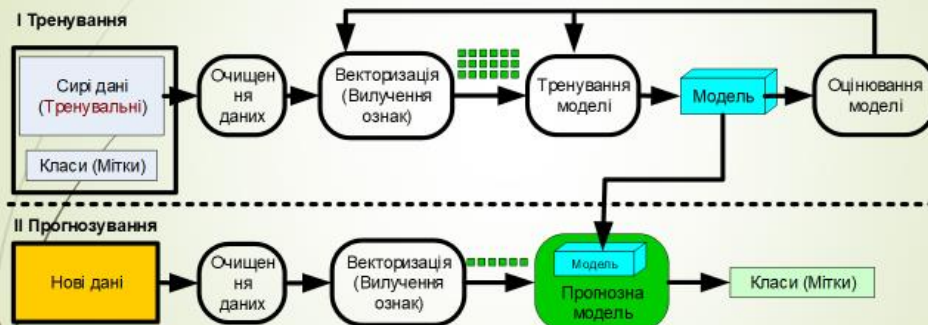 I Тренування
Сирі дані
(Тренувальні)
Класи (Мітки)
Очищен
ня
даних
Векторизація
(Вилучення
ознак)
Тренування
моделі
Модель
Оцінювання
моделі
II Прогнозування
Нові дані
Очищен
ня
даних
Векторизація
(Вилучення
ознак)
Модель
Прогнозна
модель
Класи (Мітки)